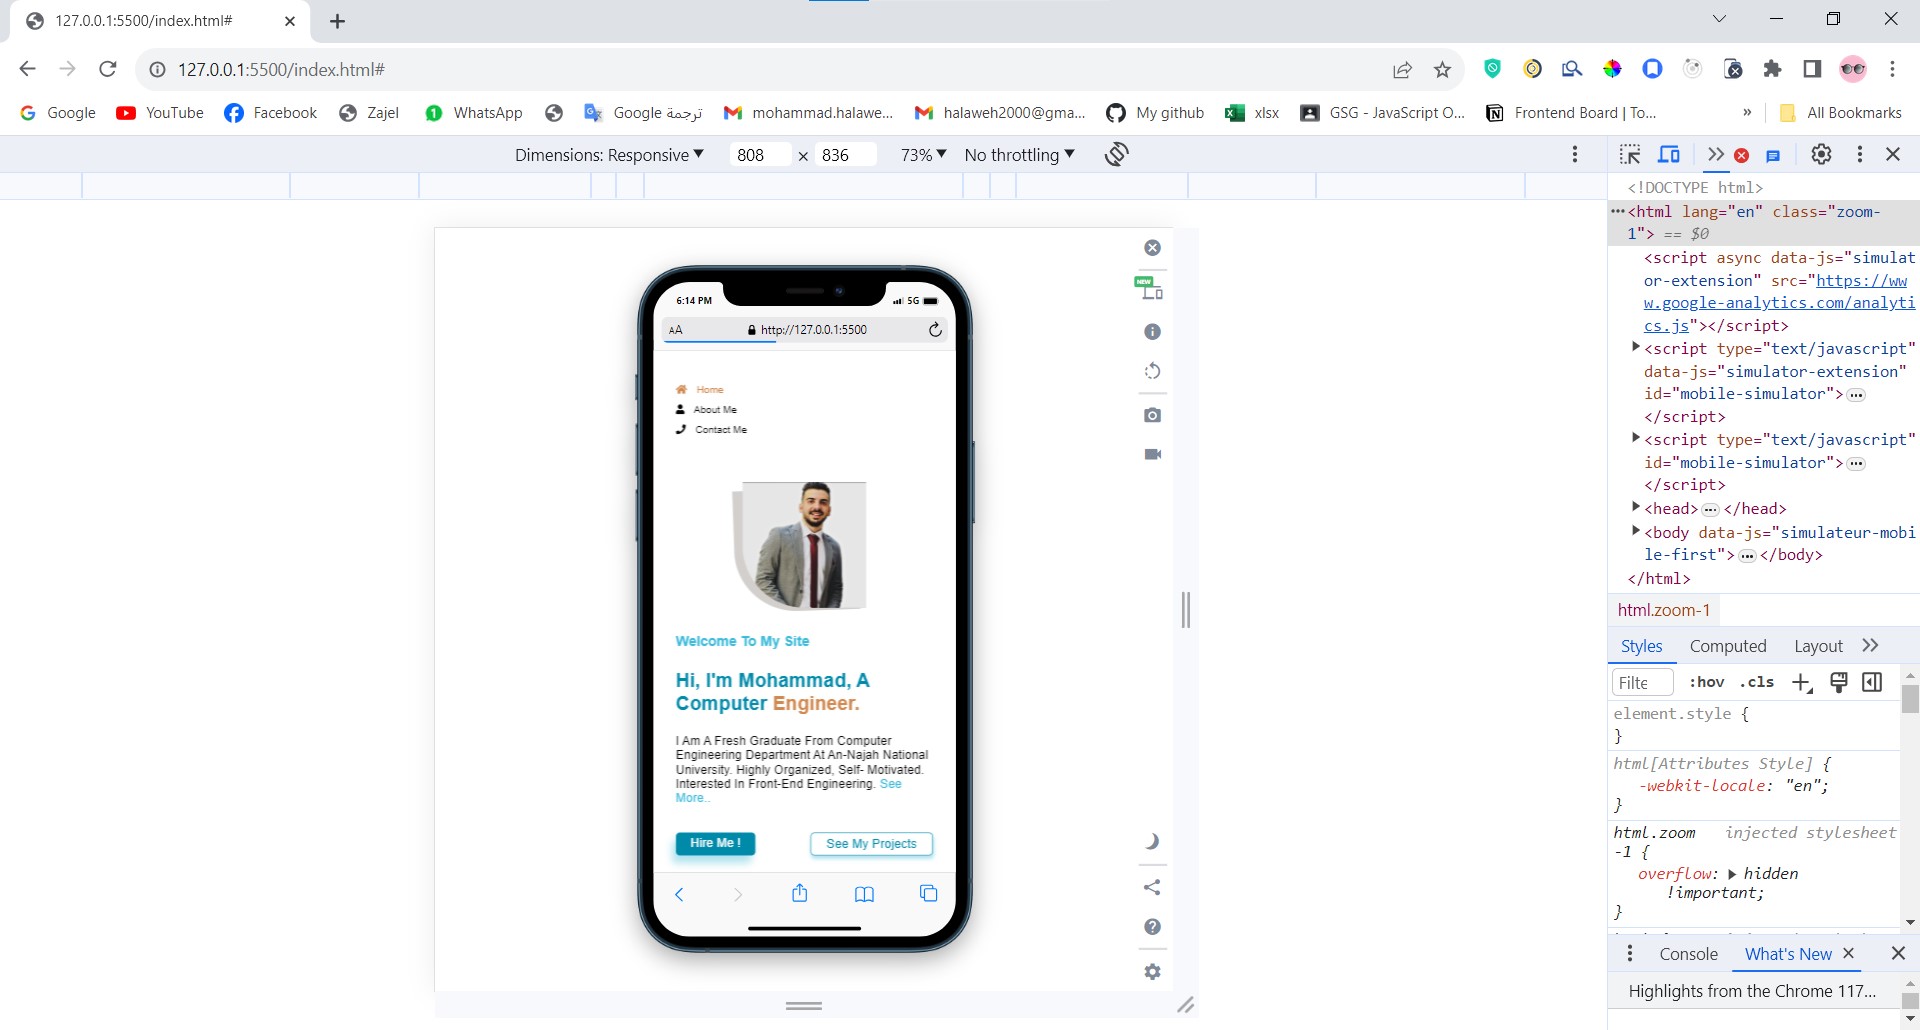 127.0.0.1:5500/index.html#
127.0.0.1:5500/index.html#
Google
YouTube
Facebook
Zajel
1
WhatsApp
Google ترجمة
mohammad.halawe...
halaweh2000@gma...
My github
xlsx
GSG - JavaScript O...
Frontend Board | To...
»
All Bookmarks
Dimensions: Responsive
808 x 836
73%
No throttling
NEW
6:14 PM
5G
AA
http://127.0.0.1:5500
Home
About Me
Contact Me
Welcome To My Site
Hi, I'm Mohammad, A
Computer Engineer.
I Am A Fresh Graduate From Computer
Engineering Department At An-Najah National
University. Highly Organized, Self- Motivated.
Interested In Front-End Engineering. See
More..
Hire Me !
See My Projects
<!DOCTYPE html>
<html lang="en" class="zoom-
1"> == $0
<script async data-js="simulat
or-extension" src="https://ww
w.google-analytics.com/analyti
cs.js"></script>
<script type="text/javascript"
data-js="simulator-extension"
id="mobile-simulator">…
</script>
<script type="text/javascript"
id="mobile-simulator">…
</script>
<head>…</head>
<body data-js="simulateur-mobi
le-first">…</body>
</html>
html.zoom-1
Styles
Computed
Layout
Filte
:hov
.cls
element.style {
}
html[Attributes Style] {
-webkit-locale: "en";
}
html.zoom injected stylesheet
-1 {
overflow: hidden
!important;
}
Console
What's New
Highlights from the Chrome 117...